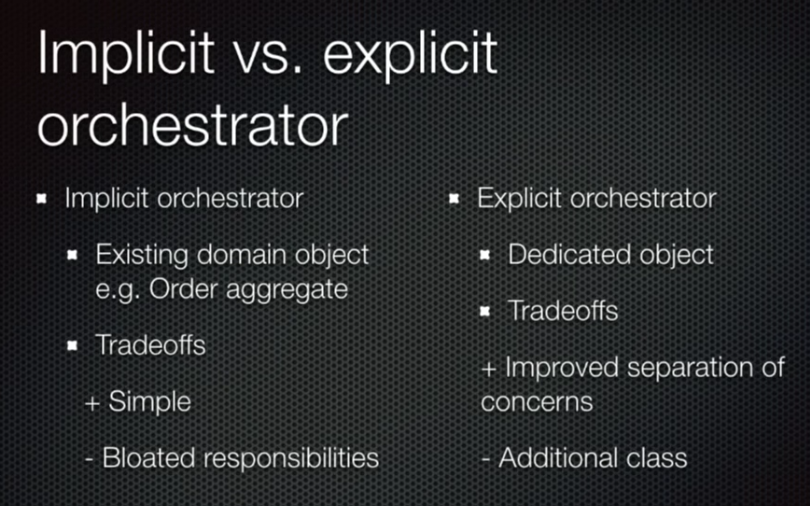 Implicit vs. explicit
orchestrator
Implicit orchestrator
Existing domain object
e.g. Order aggregate
Tradeoffs
+ Simple
- Bloated responsibilities
Explicit orchestrator
Dedicated object
Tradeoffs
+ Improved separation of
concerns
- Additional class